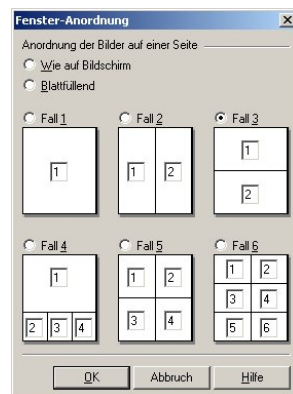 Fenster-Anordnung
Anordnung der Bilder auf einer Seite
Wie auf Bildschirm
Blattfüllend
Fall 1 Fall 2 Fall 3
1 1 2 1
2
Fall 4 Fall 5 Fall 6
1 1 2 1 2
3 4
2 3 4 3 4 5 6
OK Abbruch Hilfe